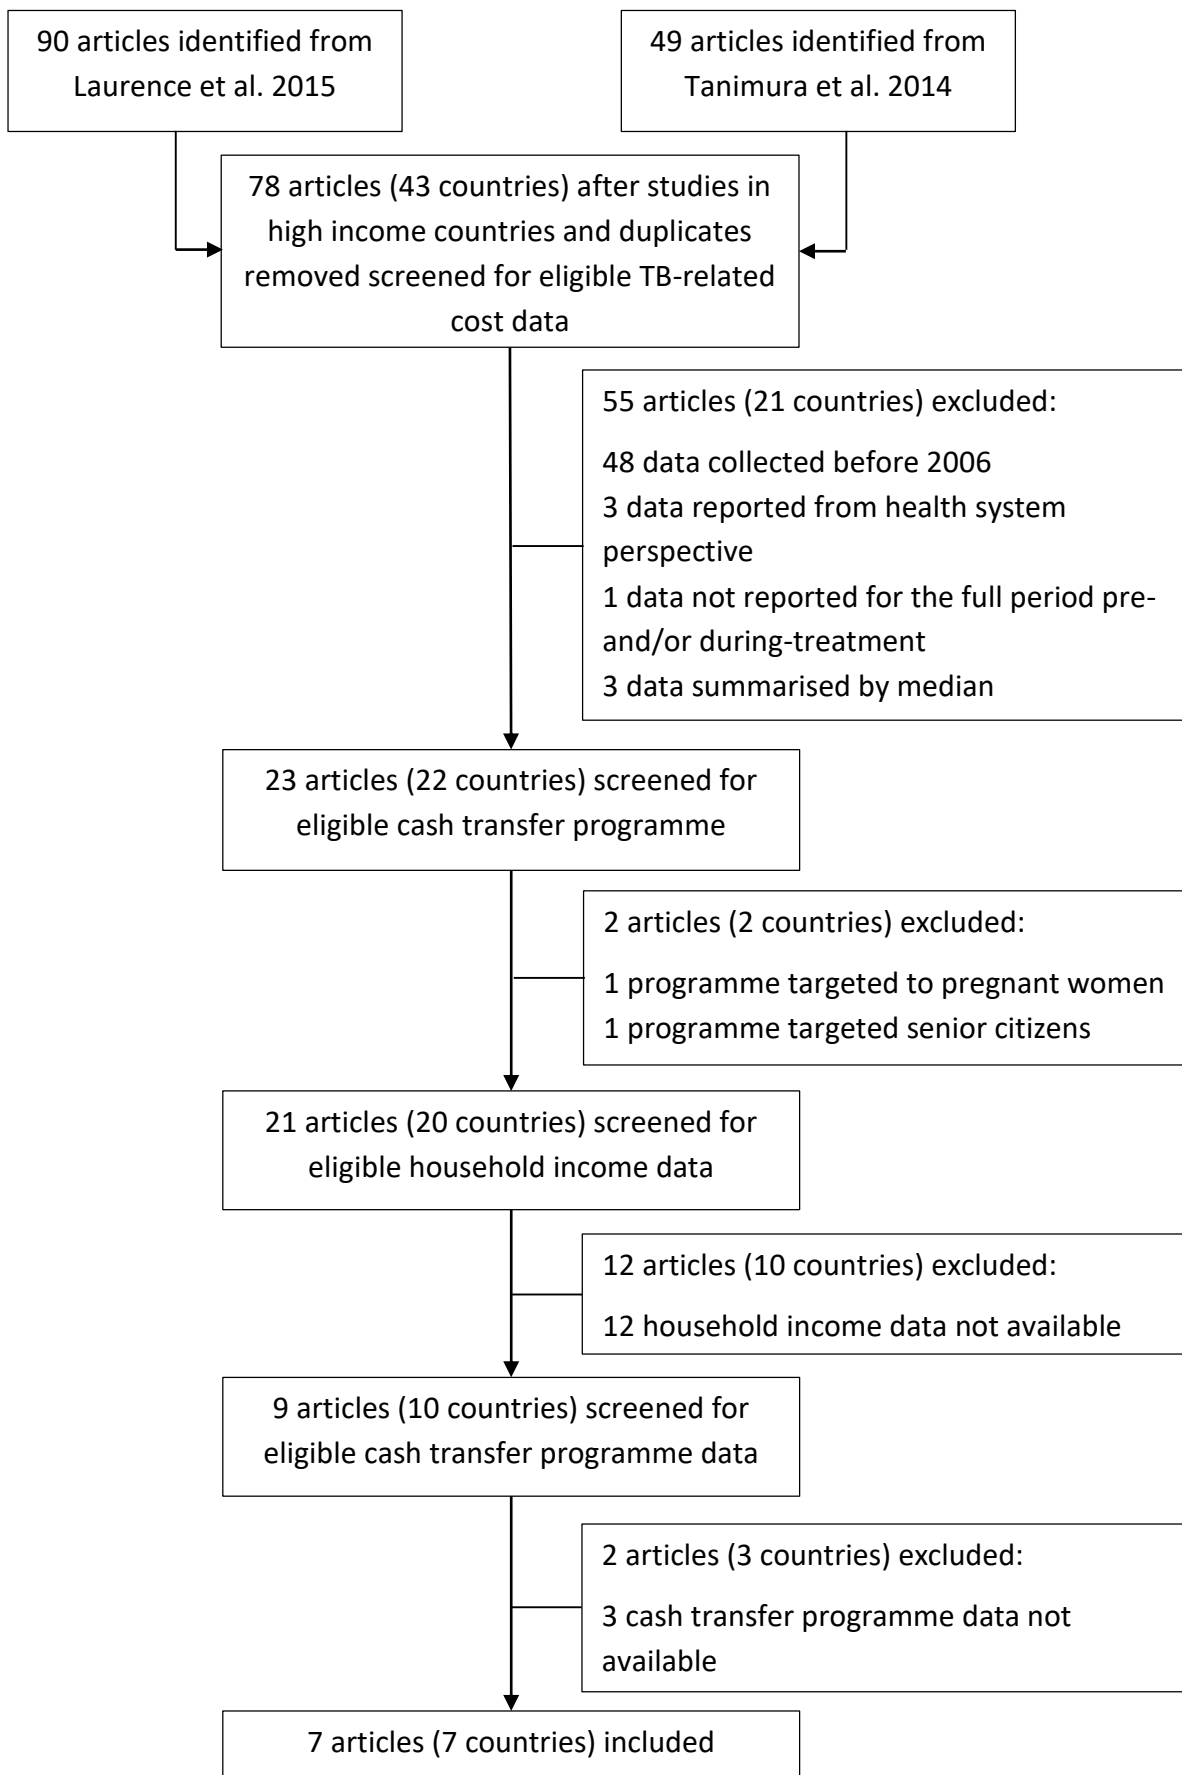 90 articles identified from
Laurence et al. 2015
49 articles identified from
Tanimura et al. 2014
78 articles (43 countries) after studies in
high income countries and duplicates
removed screened for eligible TB-related
cost data
55 articles (21 countries) excluded:
48 data collected before 2006
3 data reported from health system
perspective
1 data not reported for the full period pre-
and/or during-treatment
3 data summarised by median
23 articles (22 countries) screened for
eligible cash transfer programme
2 articles (2 countries) excluded:
1 programme targeted to pregnant women
1 programme targeted senior citizens
21 articles (20 countries) screened for
eligible household income data
12 articles (10 countries) excluded:
12 household income data not available
9 articles (10 countries) screened for
eligible cash transfer programme data
2 articles (3 countries) excluded:
3 cash transfer programme data not
available
7 articles (7 countries) included